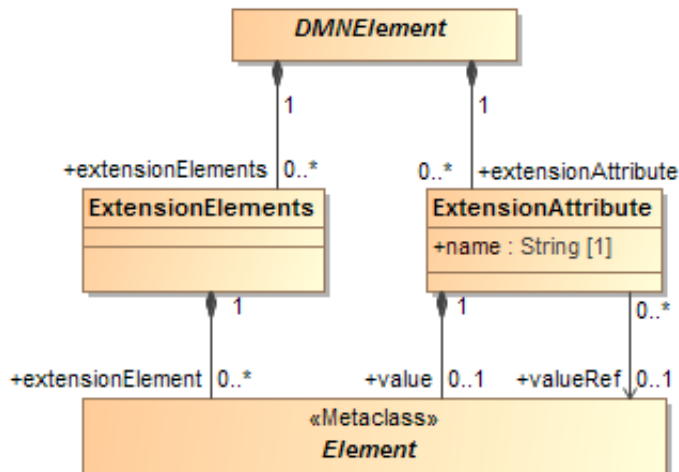 DMNElement
1 1
+extensionElements 0..* 0..* +extensionAttribute
ExtensionElements ExtensionAttribute
+name : String [1]
1 1 0..*
+extensionElement 0..* +value 0..1 +valueRef 0..1
«Metaclass»
Element